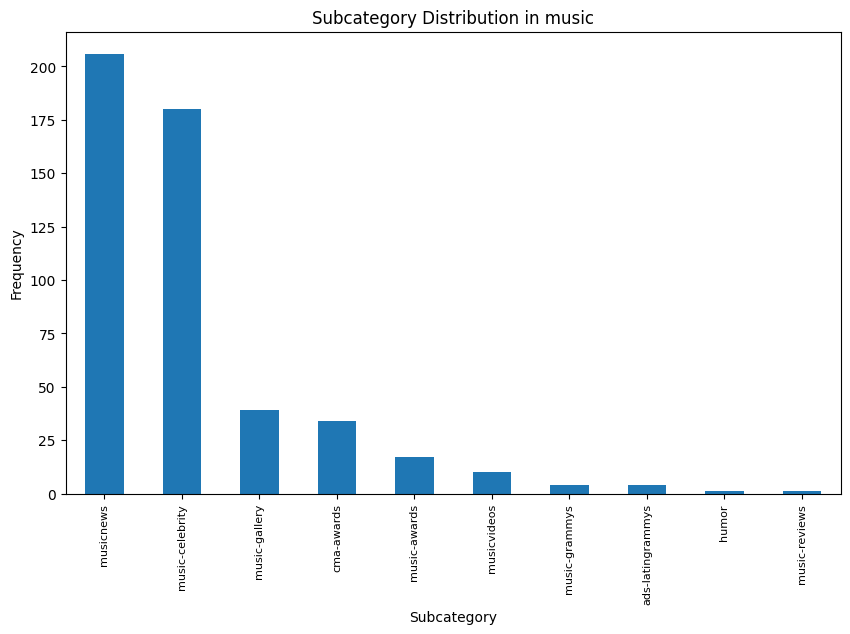 Subcategory Distribution in music
Frequency
200
175
150
125
100
75
50
25
0
musicnews
music-celebrity
music-gallery
cma-awards
music-awards
musicvideos
music-grammys
ads-latingrammys
humor
music-reviews
Subcategory